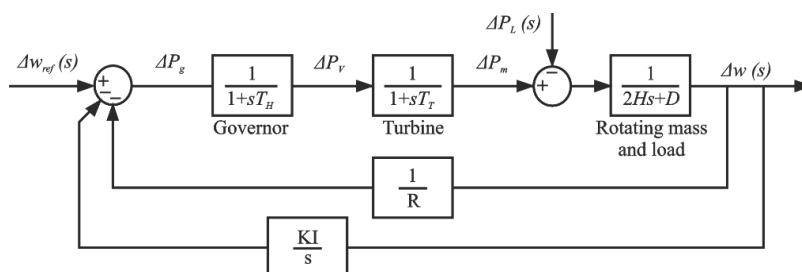 ΔP_L (s)
Δw_ref (s)
ΔP_g
ΔP_V
ΔP_m
Δw (s)
+
−
−
1
1+sT_H
Governor
1
1+sT_T
Turbine
−
+
1
2Hs+D
Rotating mass
and load
1
R
KI
s